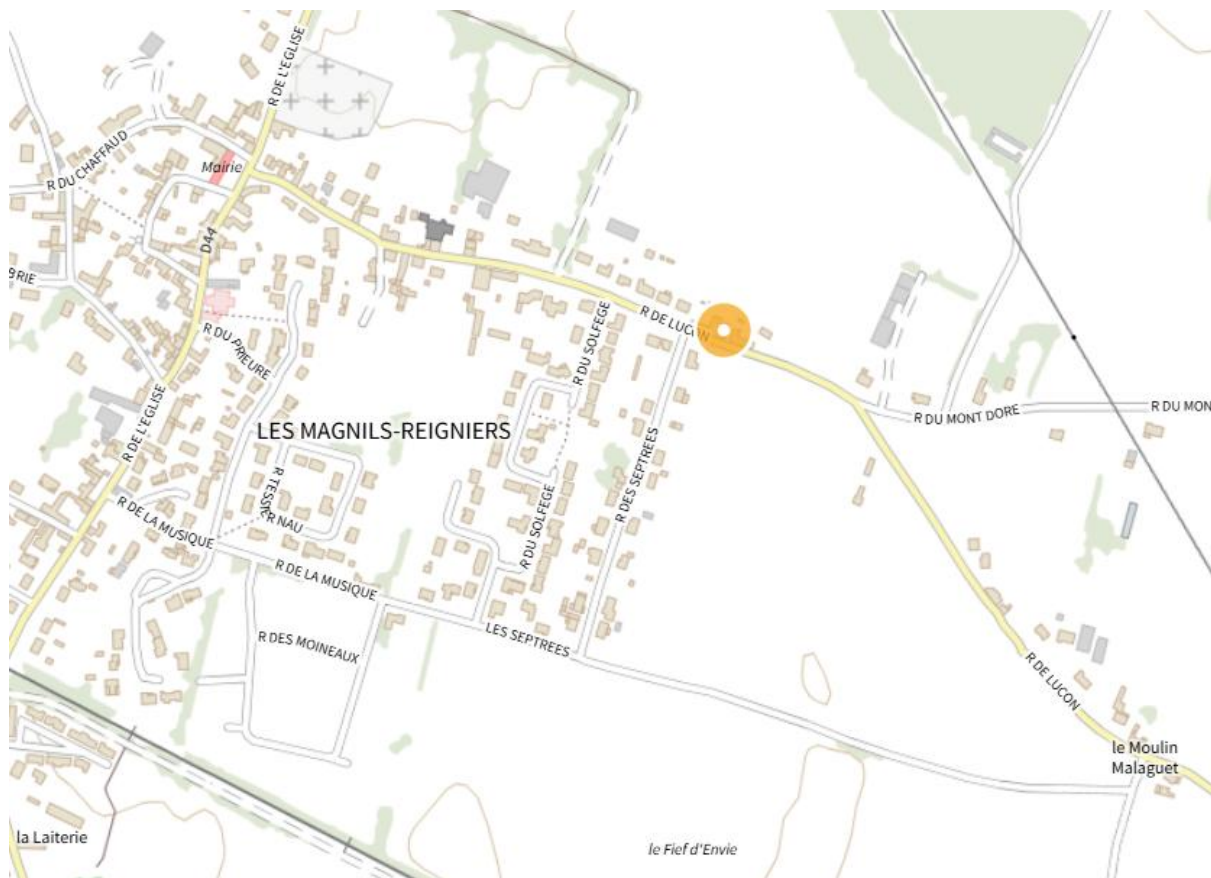 R DE L'EGLISE
R DU CHAFFAUD
Mairie
D44
BRIE
R DU PRIEURE
R DE LUCON
R DU SOLFEGE
R DE L'EGLISE
LES MAGNILS-REIGNIERS
R DU MONT DORE
R DU MON
R TESSIE
R NAU
R DES SEPTREES
R DE LA MUSIQUE
R DU SOLFEGE
R DE LA MUSIQUE
LES SEPTREES
R DES MOINEAUX
R DE LUCON
le Moulin
Malaguet
la Laiterie
le Fief d'Envie